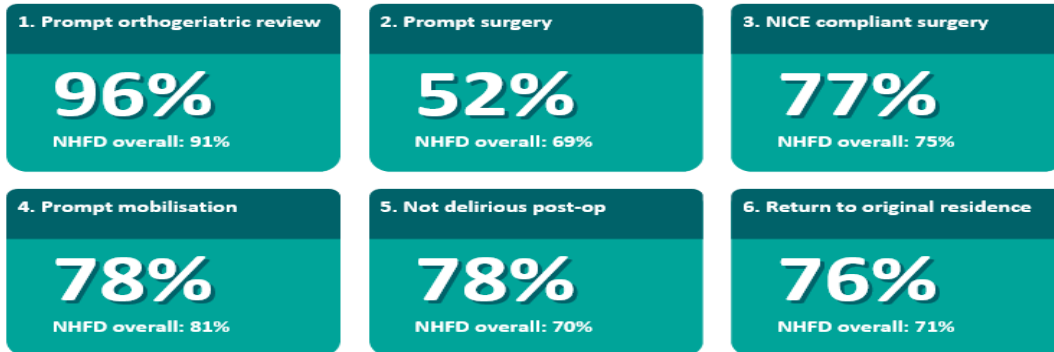 1. Prompt orthogeriatric review
96%
NHFD overall: 91%
2. Prompt surgery
52%
NHFD overall: 69%
3. NICE compliant surgery
77%
NHFD overall: 75%
4. Prompt mobilisation
78%
NHFD overall: 81%
5. Not delirious post-op
78%
NHFD overall: 70%
6. Return to original residence
76%
NHFD overall: 71%